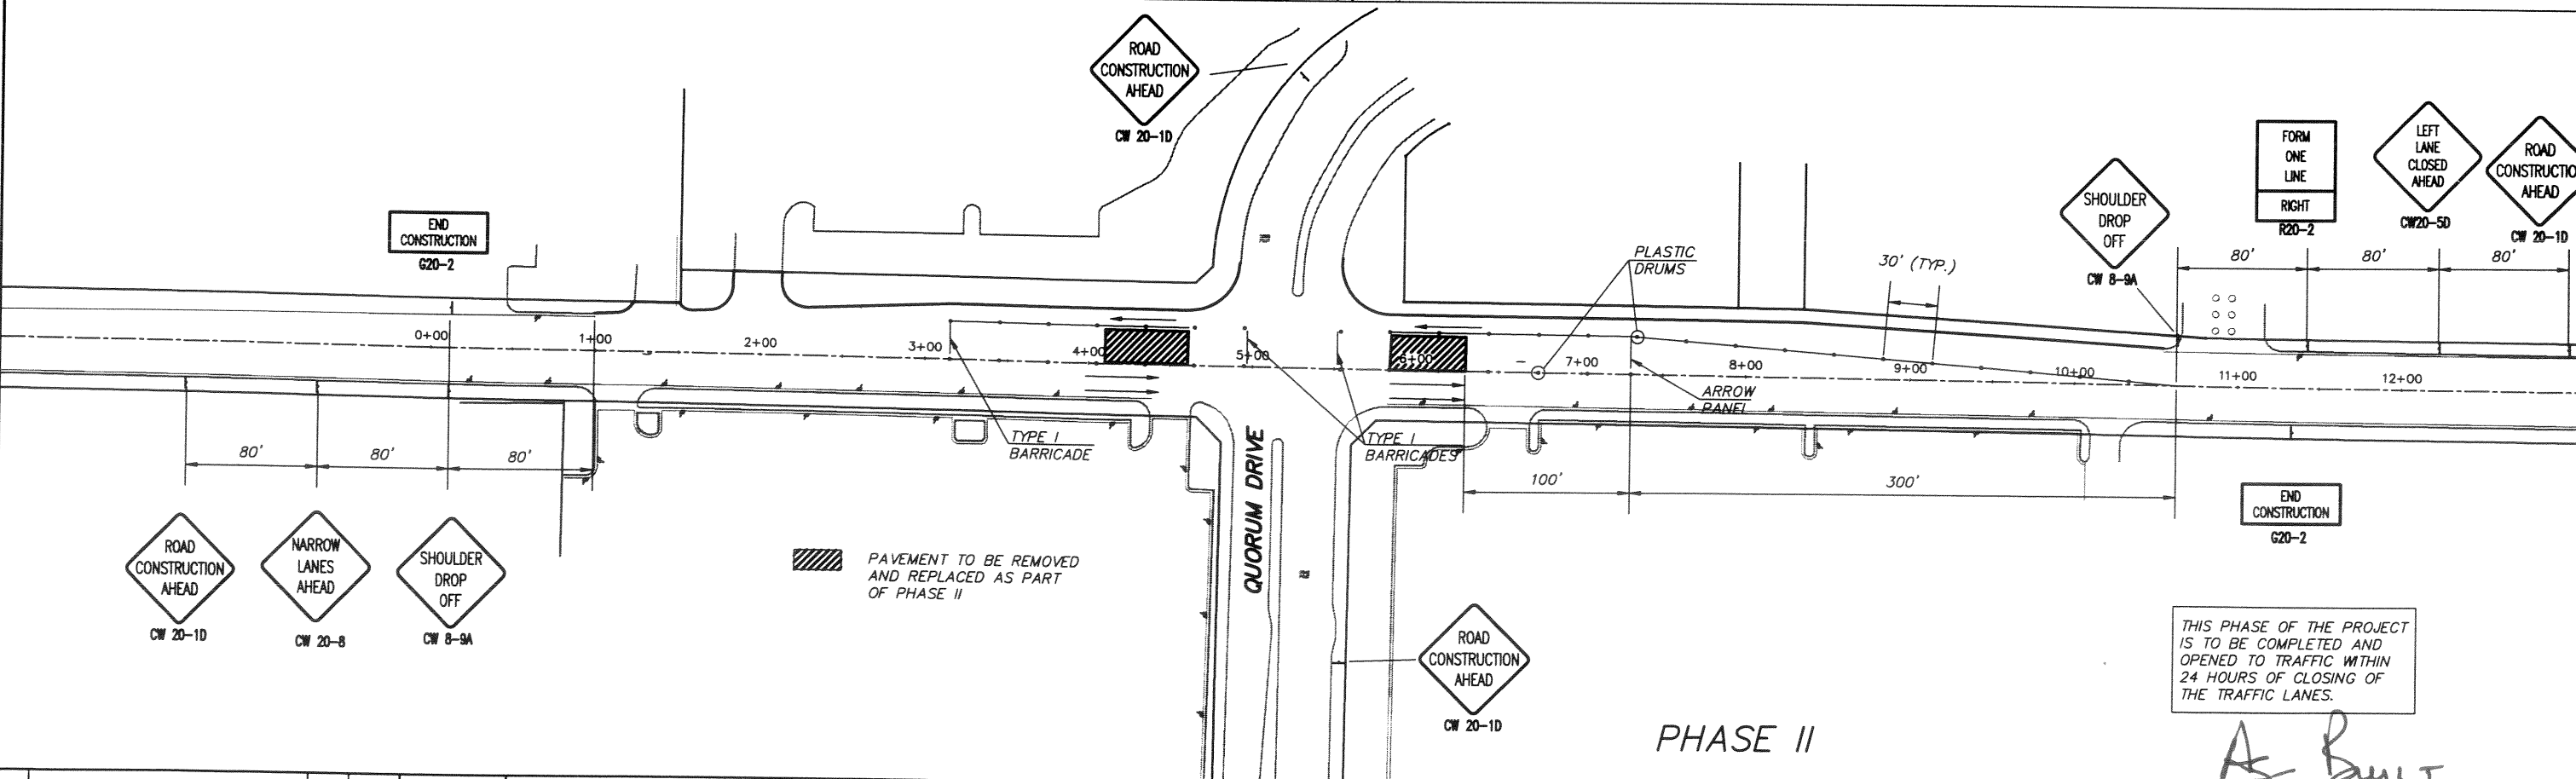 ROAD
CONSTRUCTION
AHEAD
CW 20-1D
END
CONSTRUCTION
G20-2
PLASTIC
DRUMS
30' (TYP.)
SHOULDER
DROP
OFF
CW 8-9A
FORM
ONE
LINE
RIGHT
R20-2
LEFT
LANE
CLOSED
AHEAD
CW20-5D
ROAD
CONSTRUCTIO
AHEAD
CW 20-1D
80'
80'
80'
0+00
1+00
2+00
3+00
4+00
5+00
6+00
7+00
8+00
9+00
10+00
11+00
12+00
ARROW
PANEL
TYPE I
BARRICADE
TYPE I
BARRICADES
80'
80'
80'
100'
300'
QUORUM DRIVE
END
CONSTRUCTION
G20-2
ROAD
CONSTRUCTION
AHEAD
CW 20-1D
NARROW
LANES
AHEAD
CW 20-8
SHOULDER
DROP
OFF
CW 8-9A
PAVEMENT TO BE REMOVED
AND REPLACED AS PART
OF PHASE II
ROAD
CONSTRUCTION
AHEAD
CW 20-1D
THIS PHASE OF THE PROJECT
IS TO BE COMPLETED AND
OPENED TO TRAFFIC WITHIN
24 HOURS OF CLOSING OF
THE TRAFFIC LANES.
PHASE II
As Built